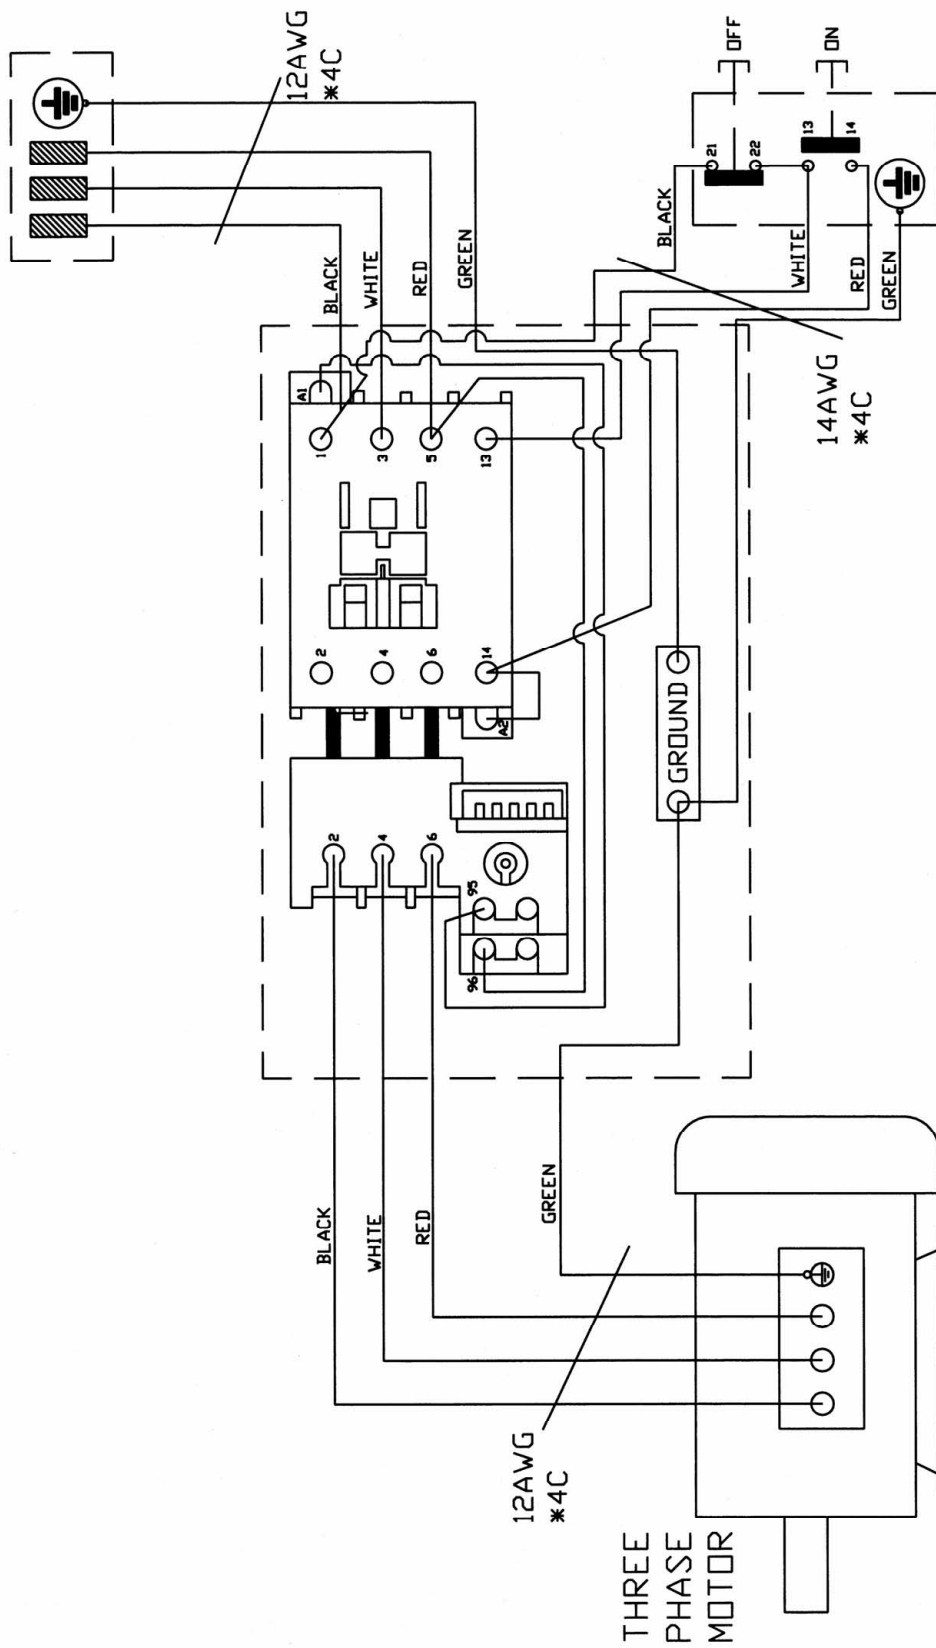 12AWG
*4C
BLACK
WHITE
RED
GREEN
OFF
ON
21
22
13
14
BLACK
WHITE
RED
GREEN
14AWG
*4C
A1
1
3
5
13
2
4
6
14
A2
2
4
6
95
96
GROUND
BLACK
WHITE
RED
GREEN
12AWG
*4C
THREE
PHASE
MOTOR